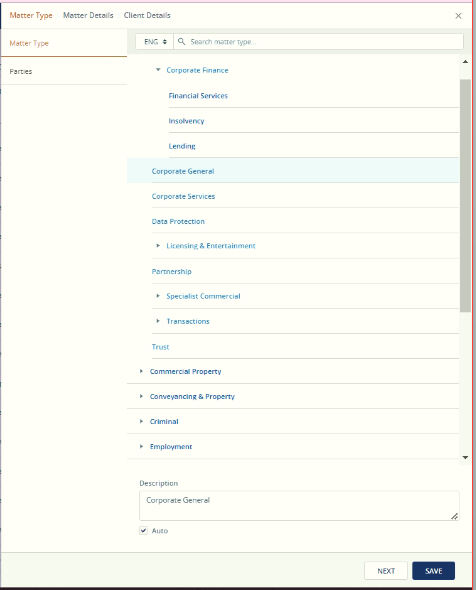 Matter Type Matter Details Client Details
Matter Type
Parties
ENG Search matter type...
Corporate Finance
Financial Services
Insolvency
Lending
Corporate General
Corporate Services
Data Protection
Licensing & Entertainment
Partnership
Specialist Commercial
Transactions
Trust
Commercial Property
Conveyancing & Property
Criminal
Employment
Description
Corporate General
Auto
NEXT SAVE